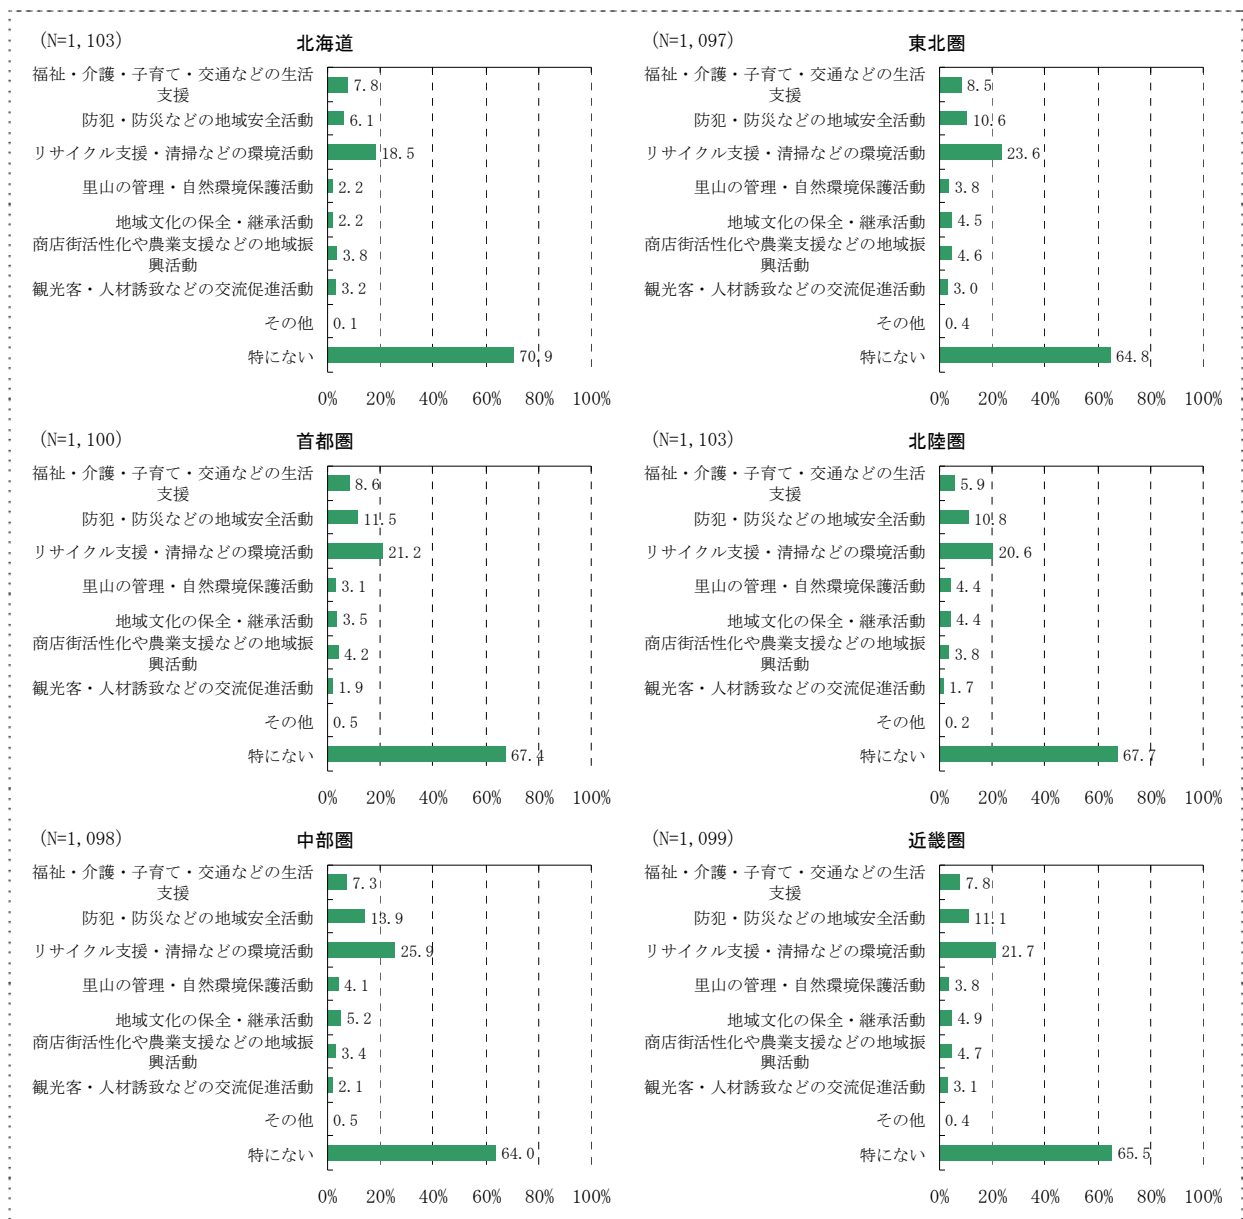 (N=1,103) 北海道
福祉・介護・子育て・交通などの生活
支援
7.8
防犯・防災などの地域安全活動 6.1
リサイクル支援・清掃などの環境活動 18.5
里山の管理・自然環境保護活動 2.2
地域文化の保全・継承活動 2.2
商店街活性化や農業支援などの地域振
興活動
3.8
観光客・人材誘致などの交流促進活動 3.2
その他 0.1
特にない 70.9
0% 20% 40% 60% 80% 100%
(N=1,097) 東北圏
福祉・介護・子育て・交通などの生活
支援
8.5
防犯・防災などの地域安全活動 10.6
リサイクル支援・清掃などの環境活動 23.6
里山の管理・自然環境保護活動 3.8
地域文化の保全・継承活動 4.5
商店街活性化や農業支援などの地域振
興活動
4.6
観光客・人材誘致などの交流促進活動 3.0
その他 0.4
特にない 64.8
0% 20% 40% 60% 80% 100%
(N=1,100) 首都圏
福祉・介護・子育て・交通などの生活
支援
8.6
防犯・防災などの地域安全活動 11.5
リサイクル支援・清掃などの環境活動 21.2
里山の管理・自然環境保護活動 3.1
地域文化の保全・継承活動 3.5
商店街活性化や農業支援などの地域振
興活動
4.2
観光客・人材誘致などの交流促進活動 1.9
その他 0.5
特にない 67.4
0% 20% 40% 60% 80% 100%
(N=1,103) 北陸圏
福祉・介護・子育て・交通などの生活
支援
5.9
防犯・防災などの地域安全活動 10.8
リサイクル支援・清掃などの環境活動 20.6
里山の管理・自然環境保護活動 4.4
地域文化の保全・継承活動 4.4
商店街活性化や農業支援などの地域振
興活動
3.8
観光客・人材誘致などの交流促進活動 1.7
その他 0.2
特にない 67.7
0% 20% 40% 60% 80% 100%
(N=1,098) 中部圏
福祉・介護・子育て・交通などの生活
支援
7.3
防犯・防災などの地域安全活動 13.9
リサイクル支援・清掃などの環境活動 25.9
里山の管理・自然環境保護活動 4.1
地域文化の保全・継承活動 5.2
商店街活性化や農業支援などの地域振
興活動
3.4
観光客・人材誘致などの交流促進活動 2.1
その他 0.5
特にない 64.0
0% 20% 40% 60% 80% 100%
(N=1,099) 近畿圏
福祉・介護・子育て・交通などの生活
支援
7.8
防犯・防災などの地域安全活動 11.1
リサイクル支援・清掃などの環境活動 21.7
里山の管理・自然環境保護活動 3.8
地域文化の保全・継承活動 4.9
商店街活性化や農業支援などの地域振
興活動
4.7
観光客・人材誘致などの交流促進活動 3.1
その他 0.4
特にない 65.5
0% 20% 40% 60% 80% 100%